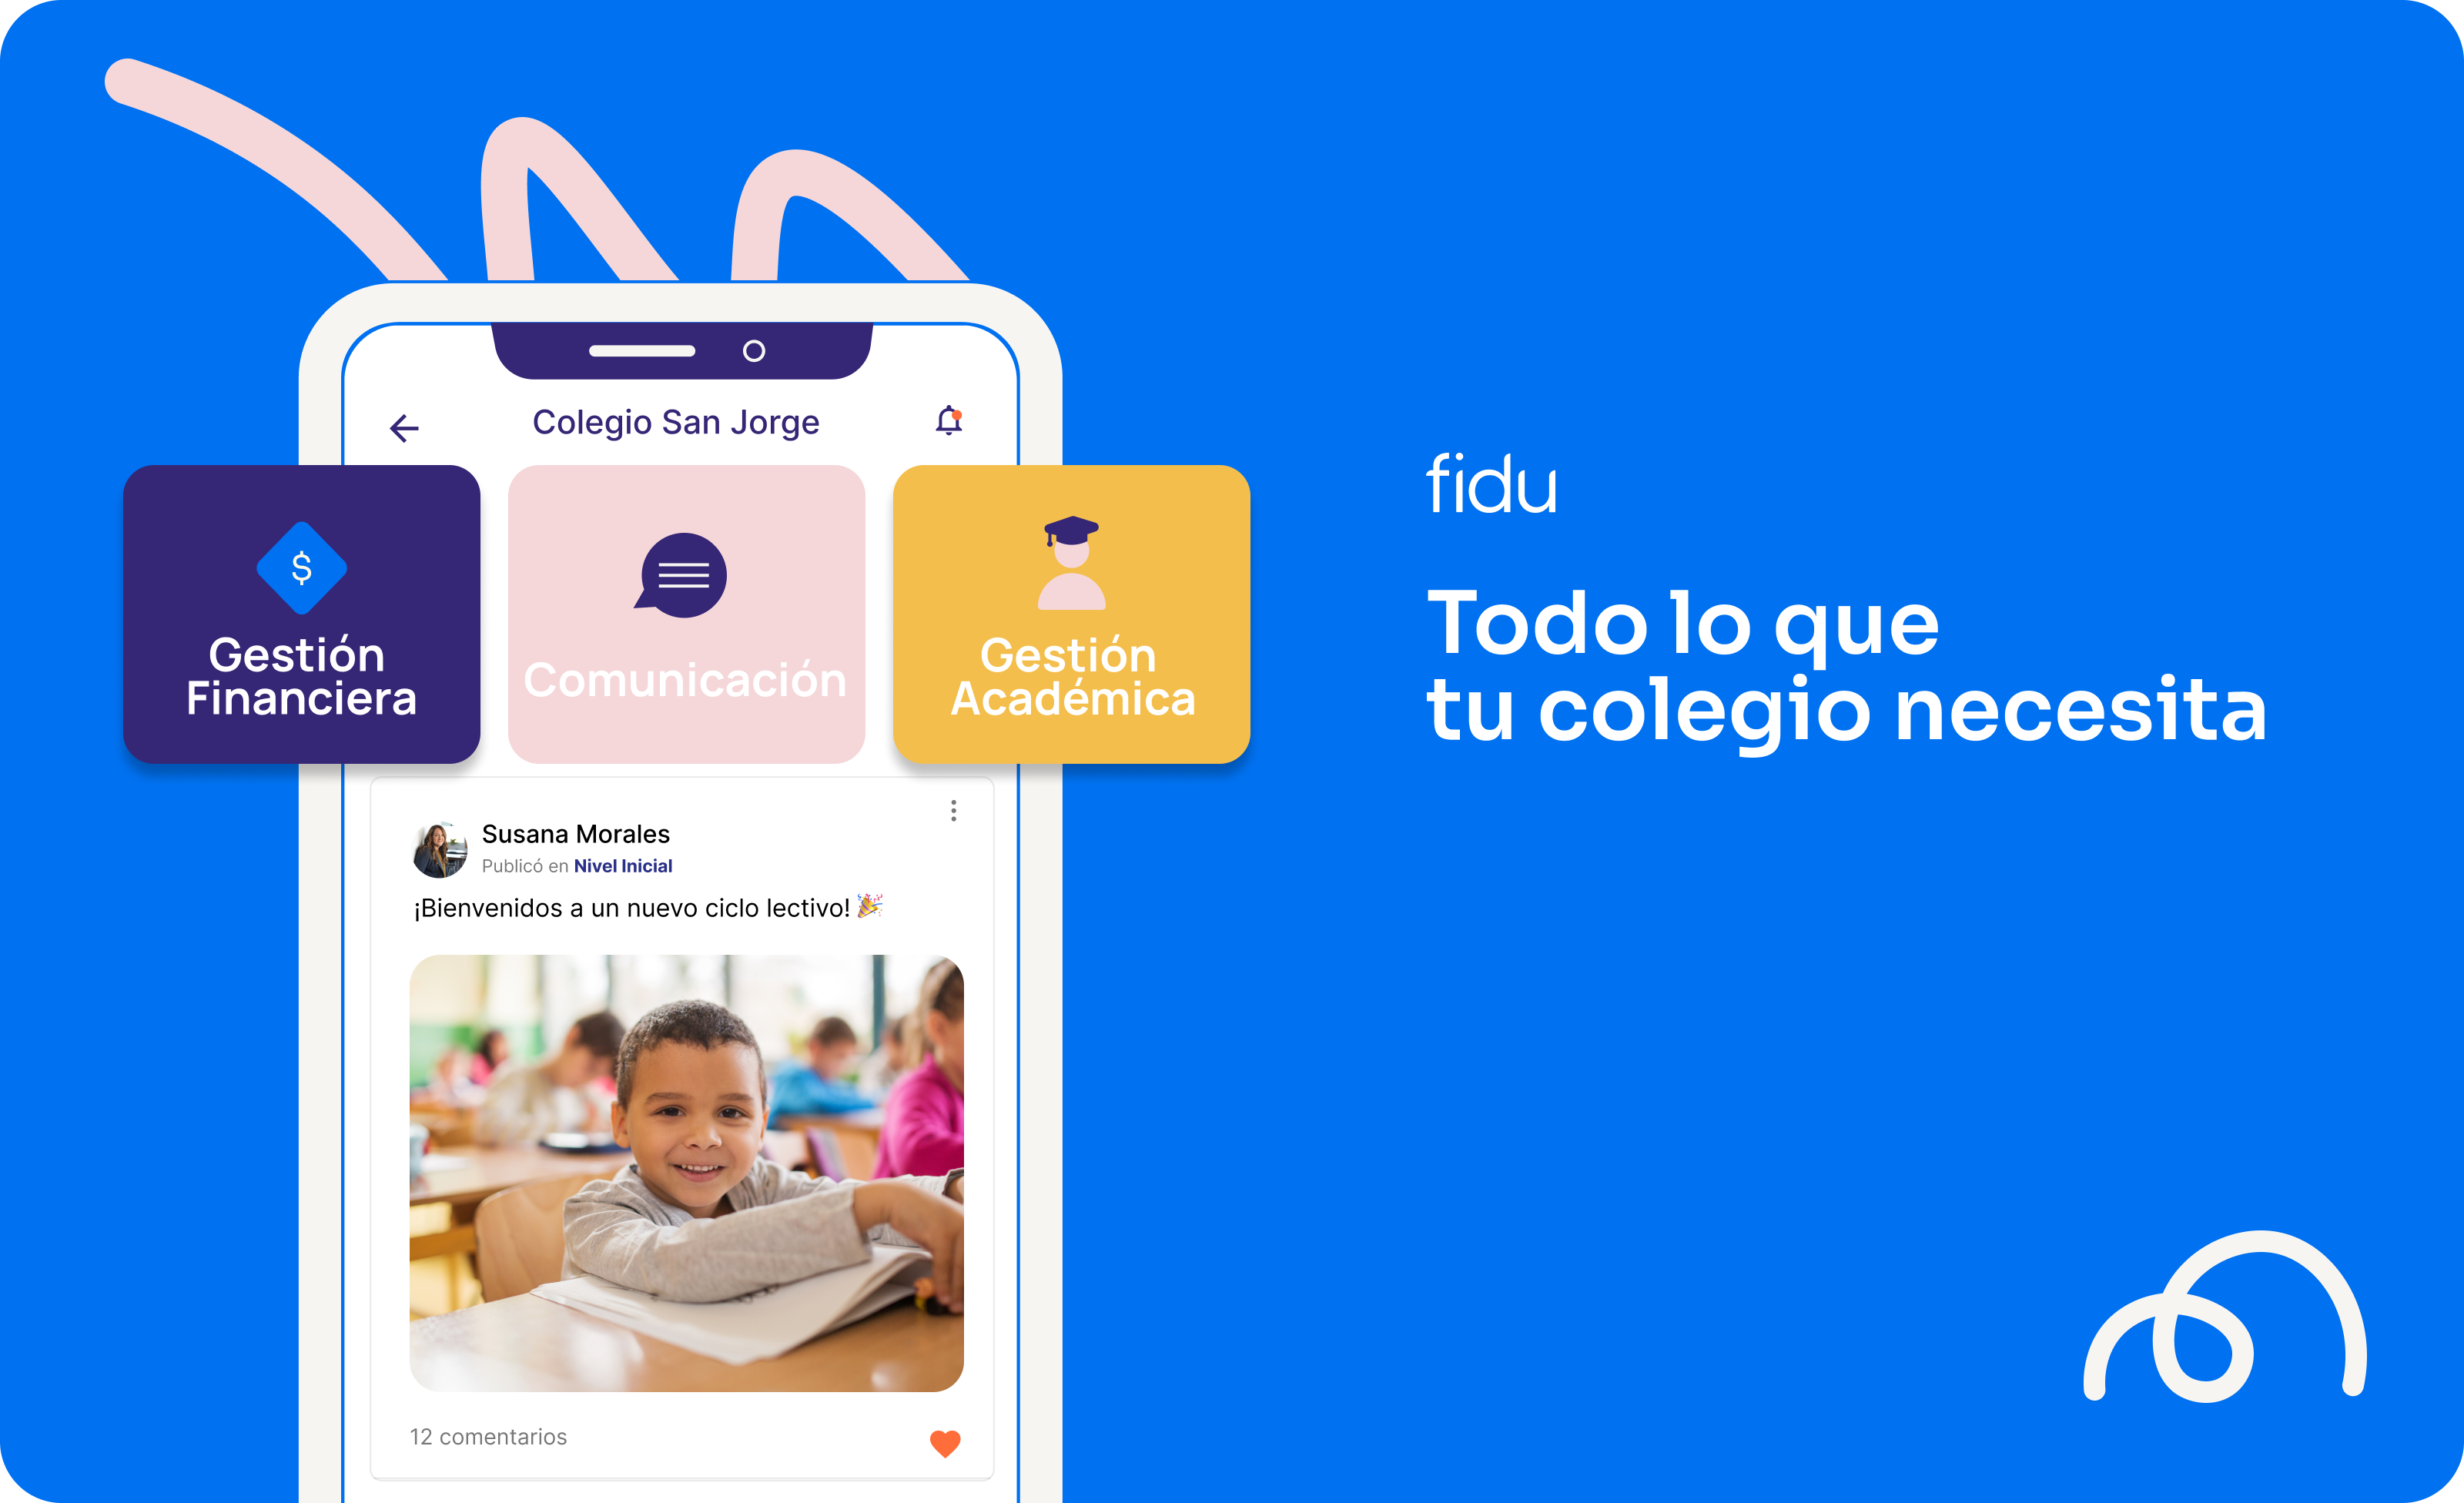 Colegio San Jorge
$
Gestión
Financiera
Comunicación
Gestión
Académica
Susana Morales
Publicó en Nivel Inicial
¡Bienvenidos a un nuevo ciclo lectivo! 🎉
12 comentarios
fidu
Todo lo que
tu colegio necesita